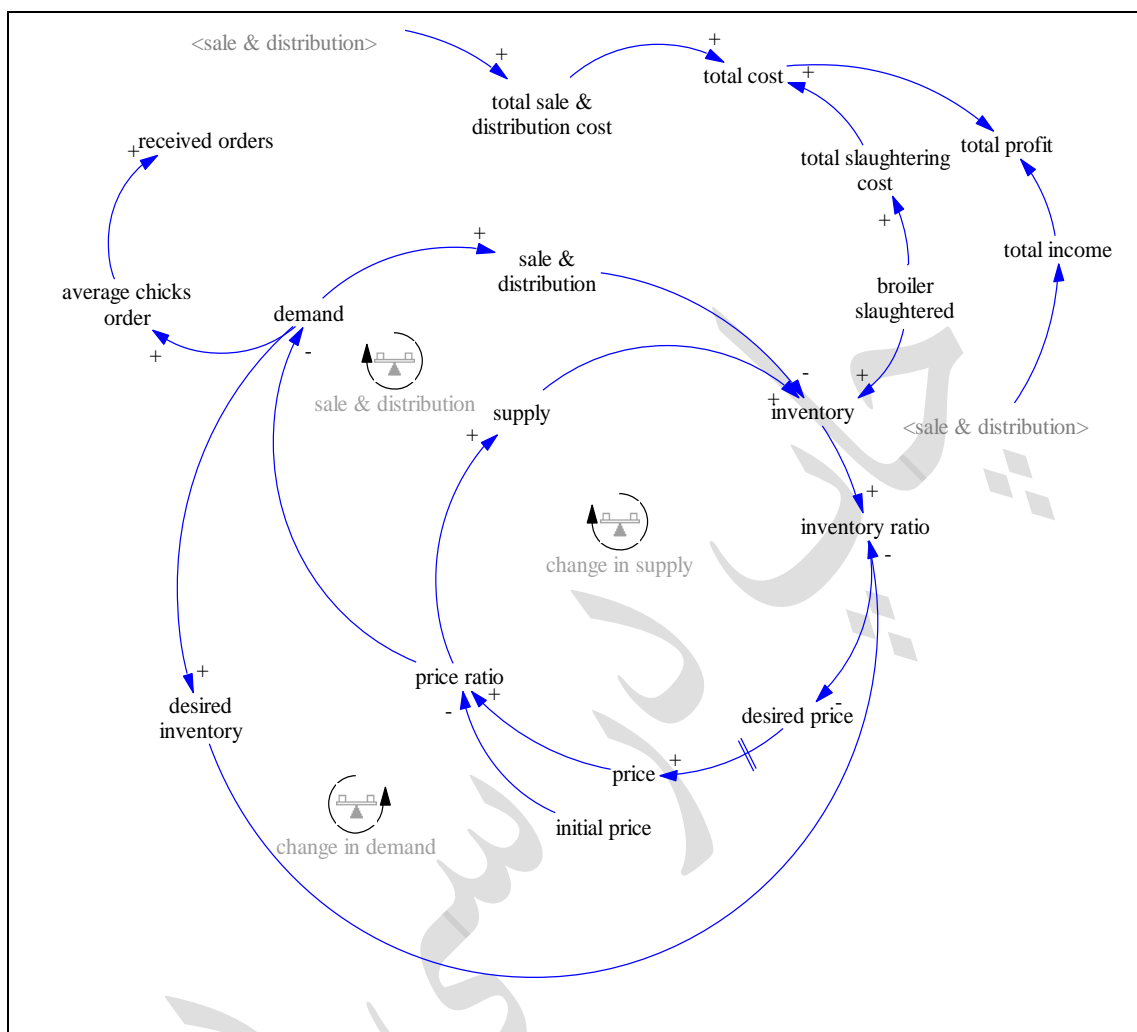 <sale & distribution>
total cost
total sale &
distribution cost
received orders
total profit
total slaughtering
cost
total income
sale &
distribution
average chicks
order
broiler
slaughtered
demand
sale & distribution
supply
inventory
<sale & distribution>
inventory ratio
change in supply
price ratio
desired
inventory
desired price
price
initial price
change in demand
+
+
+
+
+
+
+
-
-
+
+
+
+
-
+
+
-
-
+
+